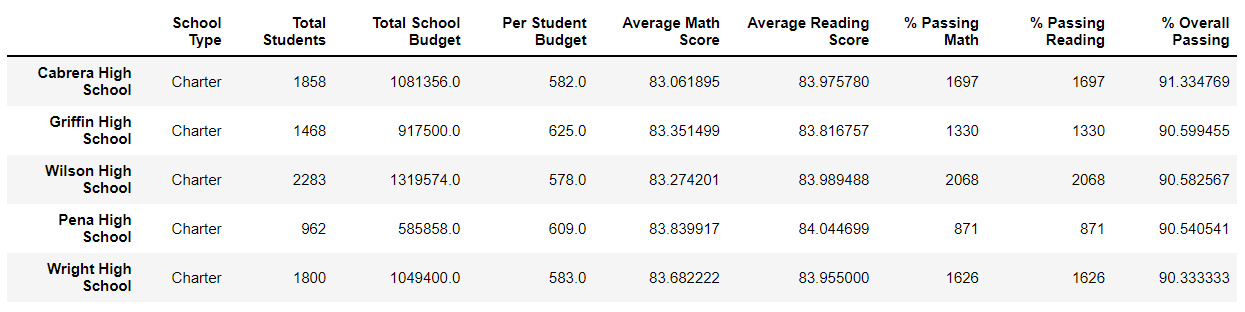 School Type Total Students Total School Budget Per Student Budget Average Math Score Average Reading Score % Passing Math % Passing Reading % Overall Passing
Cabrera High School Charter 1858 1081356.0 582.0 83.061895 83.975780 1697 1697 91.334769
Griffin High School Charter 1468 917500.0 625.0 83.351499 83.816757 1330 1330 90.599455
Wilson High School Charter 2283 1319574.0 578.0 83.274201 83.989488 2068 2068 90.582567
Pena High School Charter 962 585858.0 609.0 83.839917 84.044699 871 871 90.540541
Wright High School Charter 1800 1049400.0 583.0 83.682222 83.955000 1626 1626 90.333333